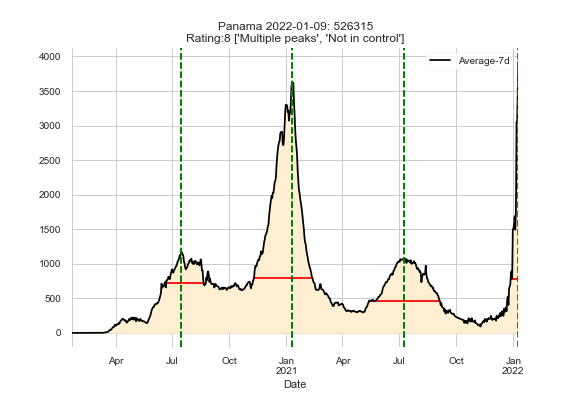 Panama 2022-01-09: 526315
Rating:8 ['Multiple peaks', 'Not in control']
Average-7d
4000
3500
3000
2500
2000
1500
1000
500
0
Apr Jul Oct Jan Apr Jul Oct Jan
2021 2022
Date